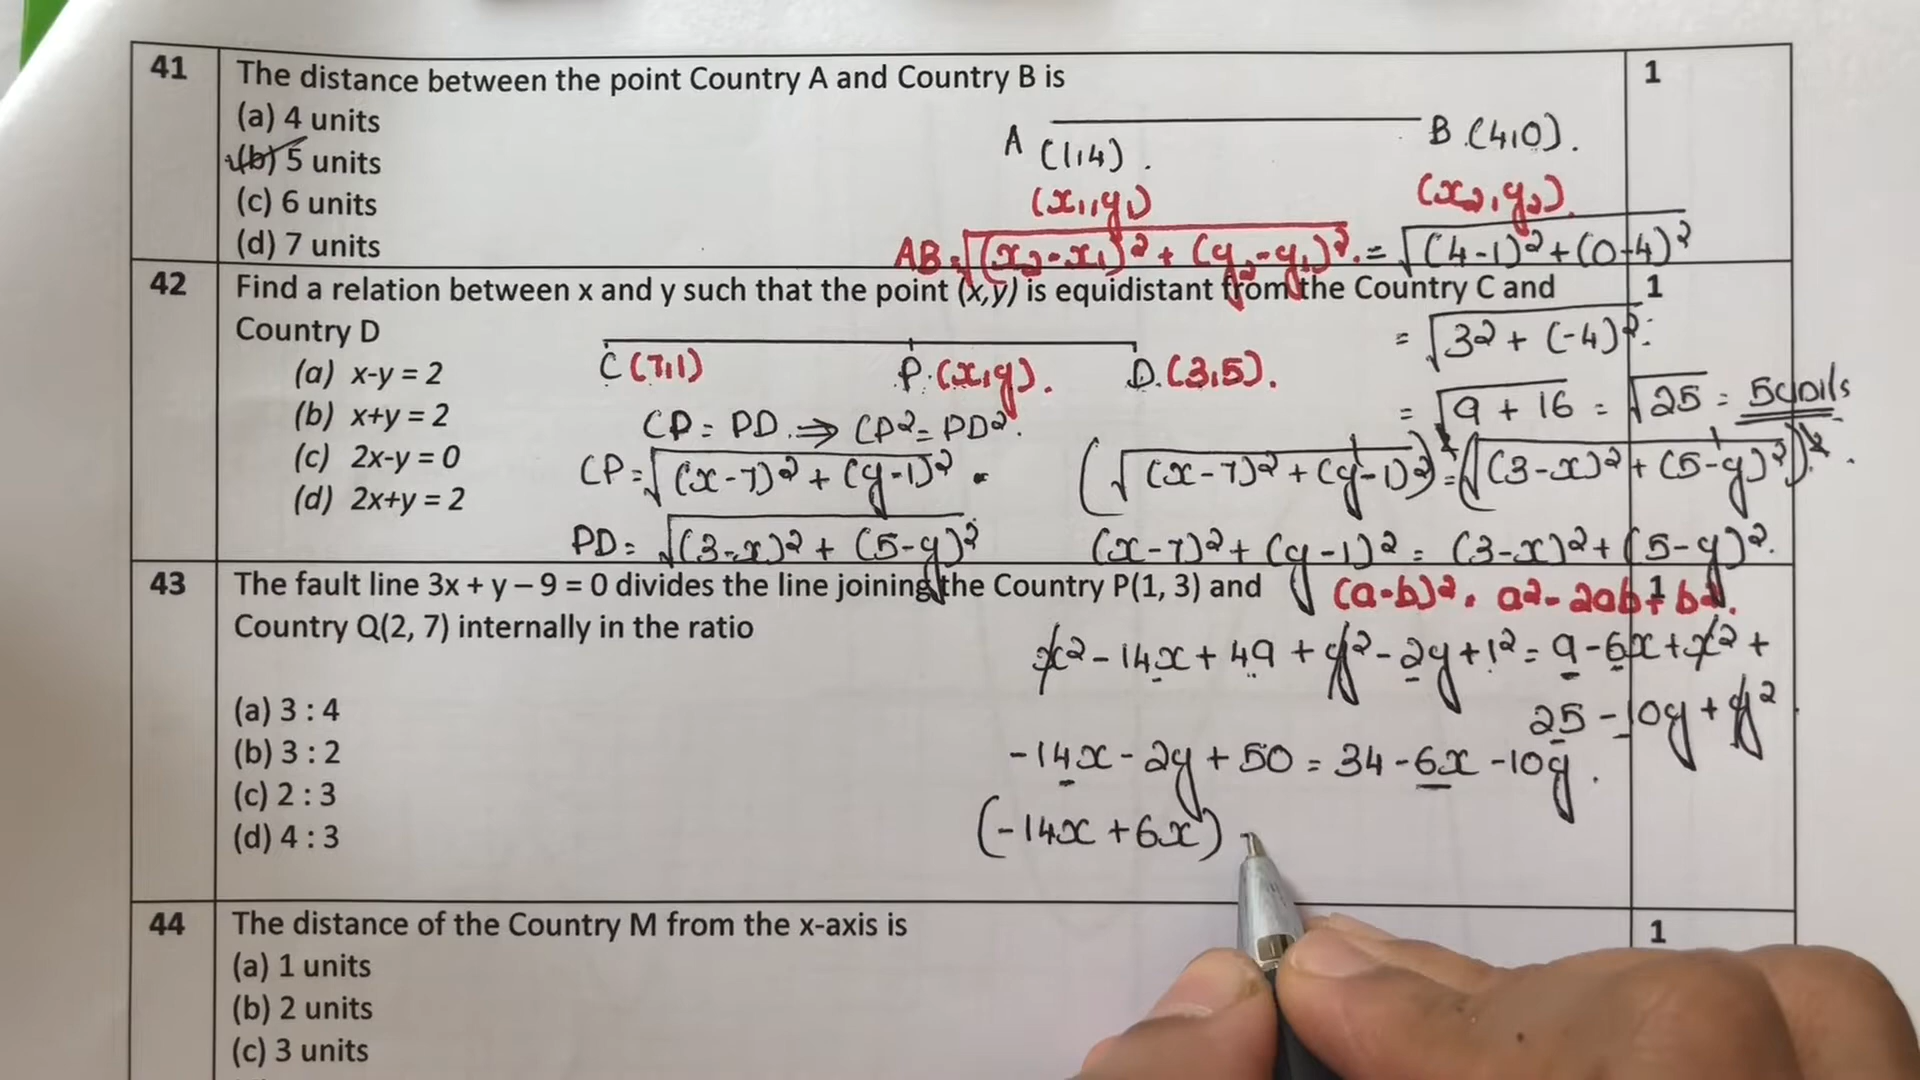 41 The distance between the point Country A and Country B is 1
(a) 4 units
(b) 5 units
(c) 6 units
(d) 7 units
A (1,4). B.(4,0).
(x₁,y₁) (x₂,y₂).
AB=√(x₂-x₁)²+(y₂-y₁)². = √(4-1)²+(0-4)²
= √3²+(-4)²
= √9+16 = √25 = 5
42 Find a relation between x and y such that the point (x,y) is equidistant from the Country C and 1
Country D
(a) x-y = 2
(b) x+y = 2
(c) 2x-y = 0
(d) 2x+y = 2
C (7,1) P.(x,y). D.(3,5).
CP = PD ⇒ CP² = PD².
CP=√(x-7)²+(y-1)²
PD= √(3-x)²+(5-y)²
(√(x-7)²+(y-1)²)² = (√(3-x)²+(5-y)²)².
(x-7)²+(y-1)² = (3-x)²+(5-y)².
43 The fault line 3x + y – 9 = 0 divides the line joining the Country P(1, 3) and 1
Country Q(2, 7) internally in the ratio
(a) 3 : 4
(b) 3 : 2
(c) 2 : 3
(d) 4 : 3
(a-b)² = a²-2ab+b².
x²-14x+49+y²-2y+1² = 9-6x+x²+
25-10y+y²
-14x-2y+50 = 34-6x-10y.
(-14x+6x)
44 The distance of the Country M from the x-axis is 1
(a) 1 units
(b) 2 units
(c) 3 units